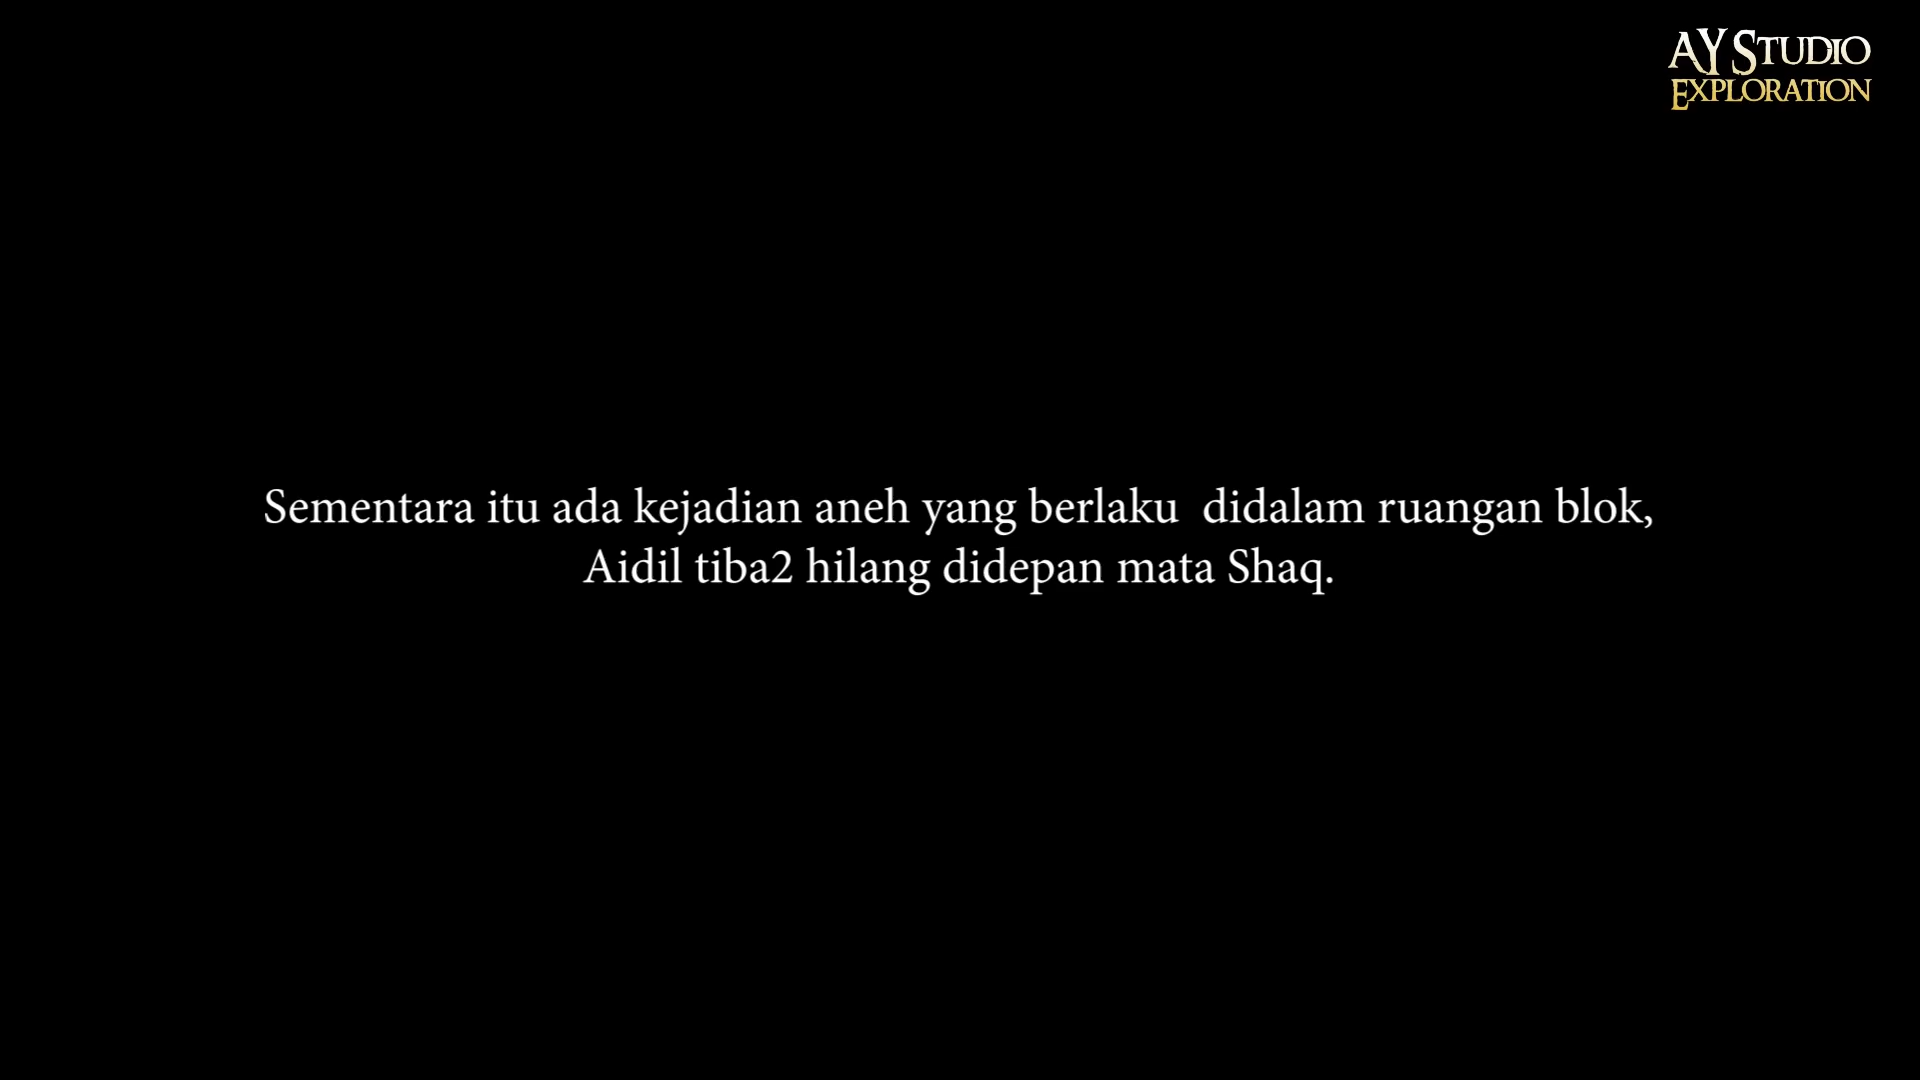 AY STUDIO
EXPLORATION
Sementara itu ada kejadian aneh yang berlaku  didalam ruangan blok,
Aidil tiba2 hilang didepan mata Shaq.